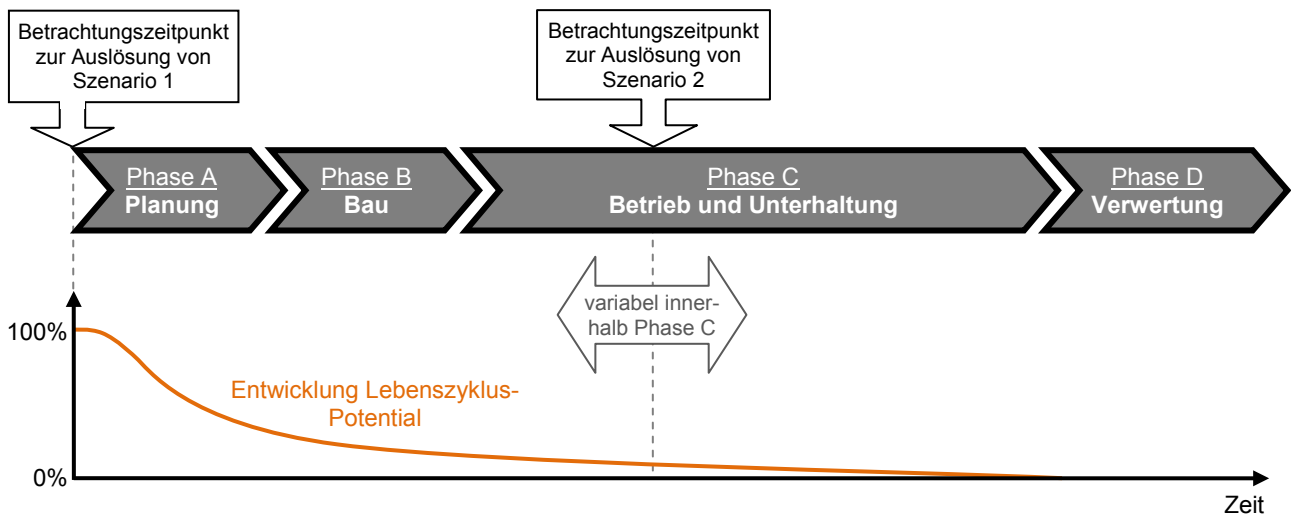 Betrachtungszeitpunkt
zur Auslösung von
Szenario 1
Betrachtungszeitpunkt
zur Auslösung von
Szenario 2
Phase A
Planung
Phase B
Bau
Phase C
Betrieb und Unterhaltung
Phase D
Verwertung
variabel inner-
halb Phase C
100%
Entwicklung Lebenszyklus-
Potential
0%
Zeit